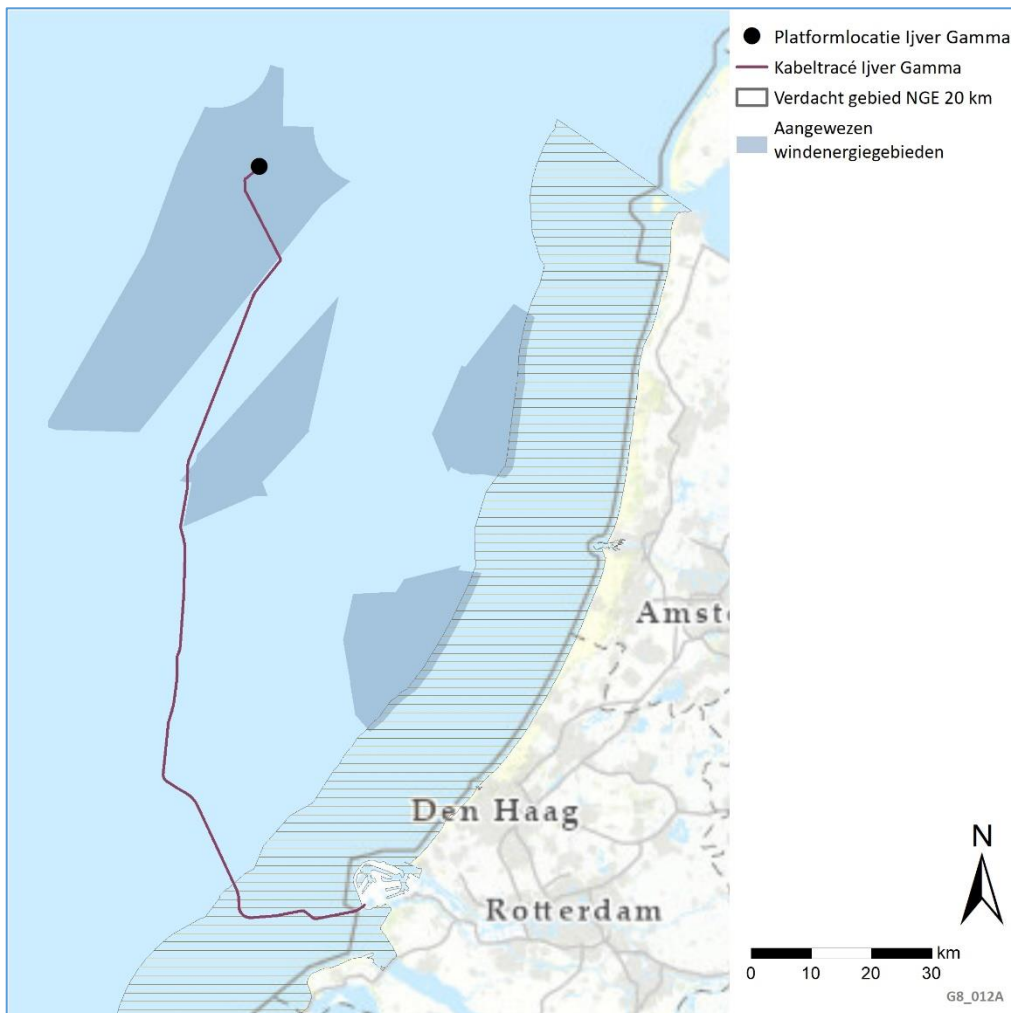 Platformlocatie Ijver Gamma
Kabeltracé Ijver Gamma
Verdacht gebied NGE 20 km
Aangewezen
windenergiegebieden
Amste
Den Haag
Rotterdam
N
km
0 10 20 30
G8_012A